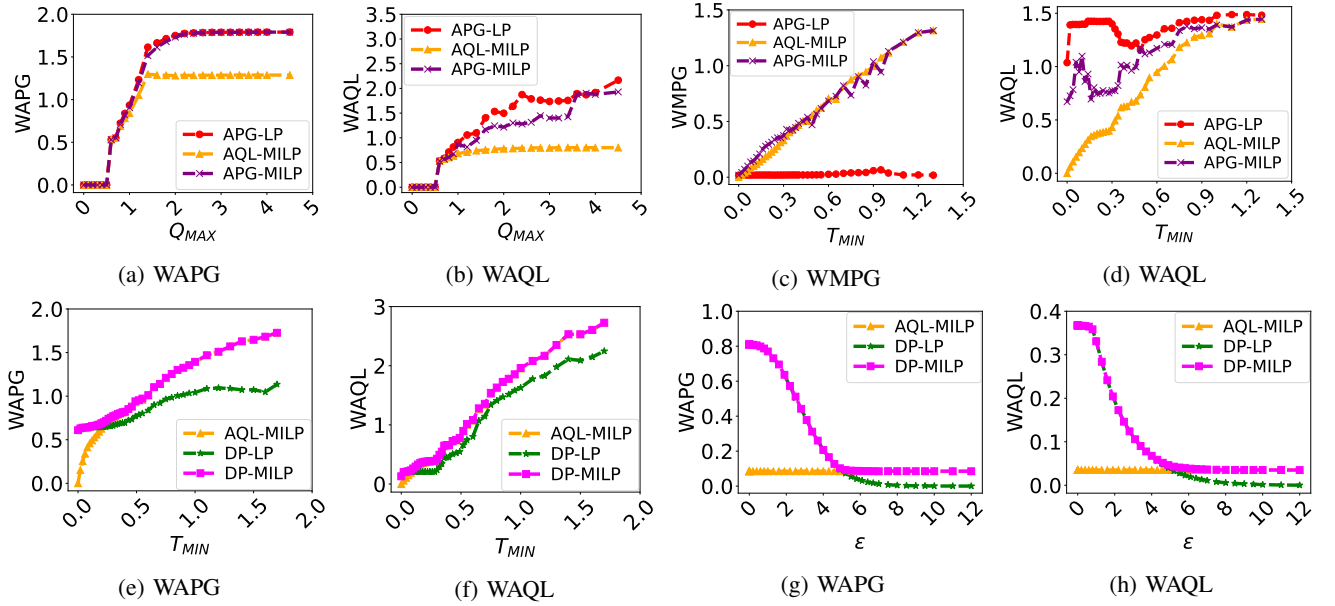 WAPG
2.0
1.5
1.0
0.5
0.0
APG-LP
AQL-MILP
APG-MILP
0 1 2 3 4 5
Q_MAX
(a) WAPG
WAQL
3.5
3.0
2.5
2.0
1.5
1.0
0.5
0.0
APG-LP
AQL-MILP
APG-MILP
0 1 2 3 4 5
Q_MAX
(b) WAQL
WMPG
1.5
1.0
0.5
0.0
APG-LP
AQL-MILP
APG-MILP
0.0 0.3 0.6 0.9 1.2 1.5
T_MIN
(c) WMPG
WAQL
1.5
1.0
0.5
0.0
APG-LP
AQL-MILP
APG-MILP
0.0 0.3 0.6 0.9 1.2 1.5
T_MIN
(d) WAQL
WAPG
2.0
1.5
1.0
0.5
0.0
AQL-MILP
DP-LP
DP-MILP
0.0 0.5 1.0 1.5 2.0
T_MIN
(e) WAPG
WAQL
3
2
1
0
AQL-MILP
DP-LP
DP-MILP
0.0 0.5 1.0 1.5 2.0
T_MIN
(f) WAQL
WAPG
1.0
0.8
0.6
0.4
0.2
0.0
AQL-MILP
DP-LP
DP-MILP
0 2 4 6 8 10 12
ε
(g) WAPG
WAQL
0.4
0.3
0.2
0.1
0.0
AQL-MILP
DP-LP
DP-MILP
0 2 4 6 8 10 12
ε
(h) WAQL